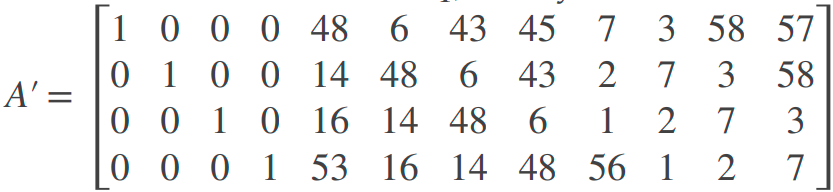 1 0 0 0 48 6 43 45 7 3 58 57
0 1 0 0 14 48 6 43 2 7 3 58
A′ =
0 0 1 0 16 14 48 6 1 2 7 3
0 0 0 1 53 16 14 48 56 1 2 7